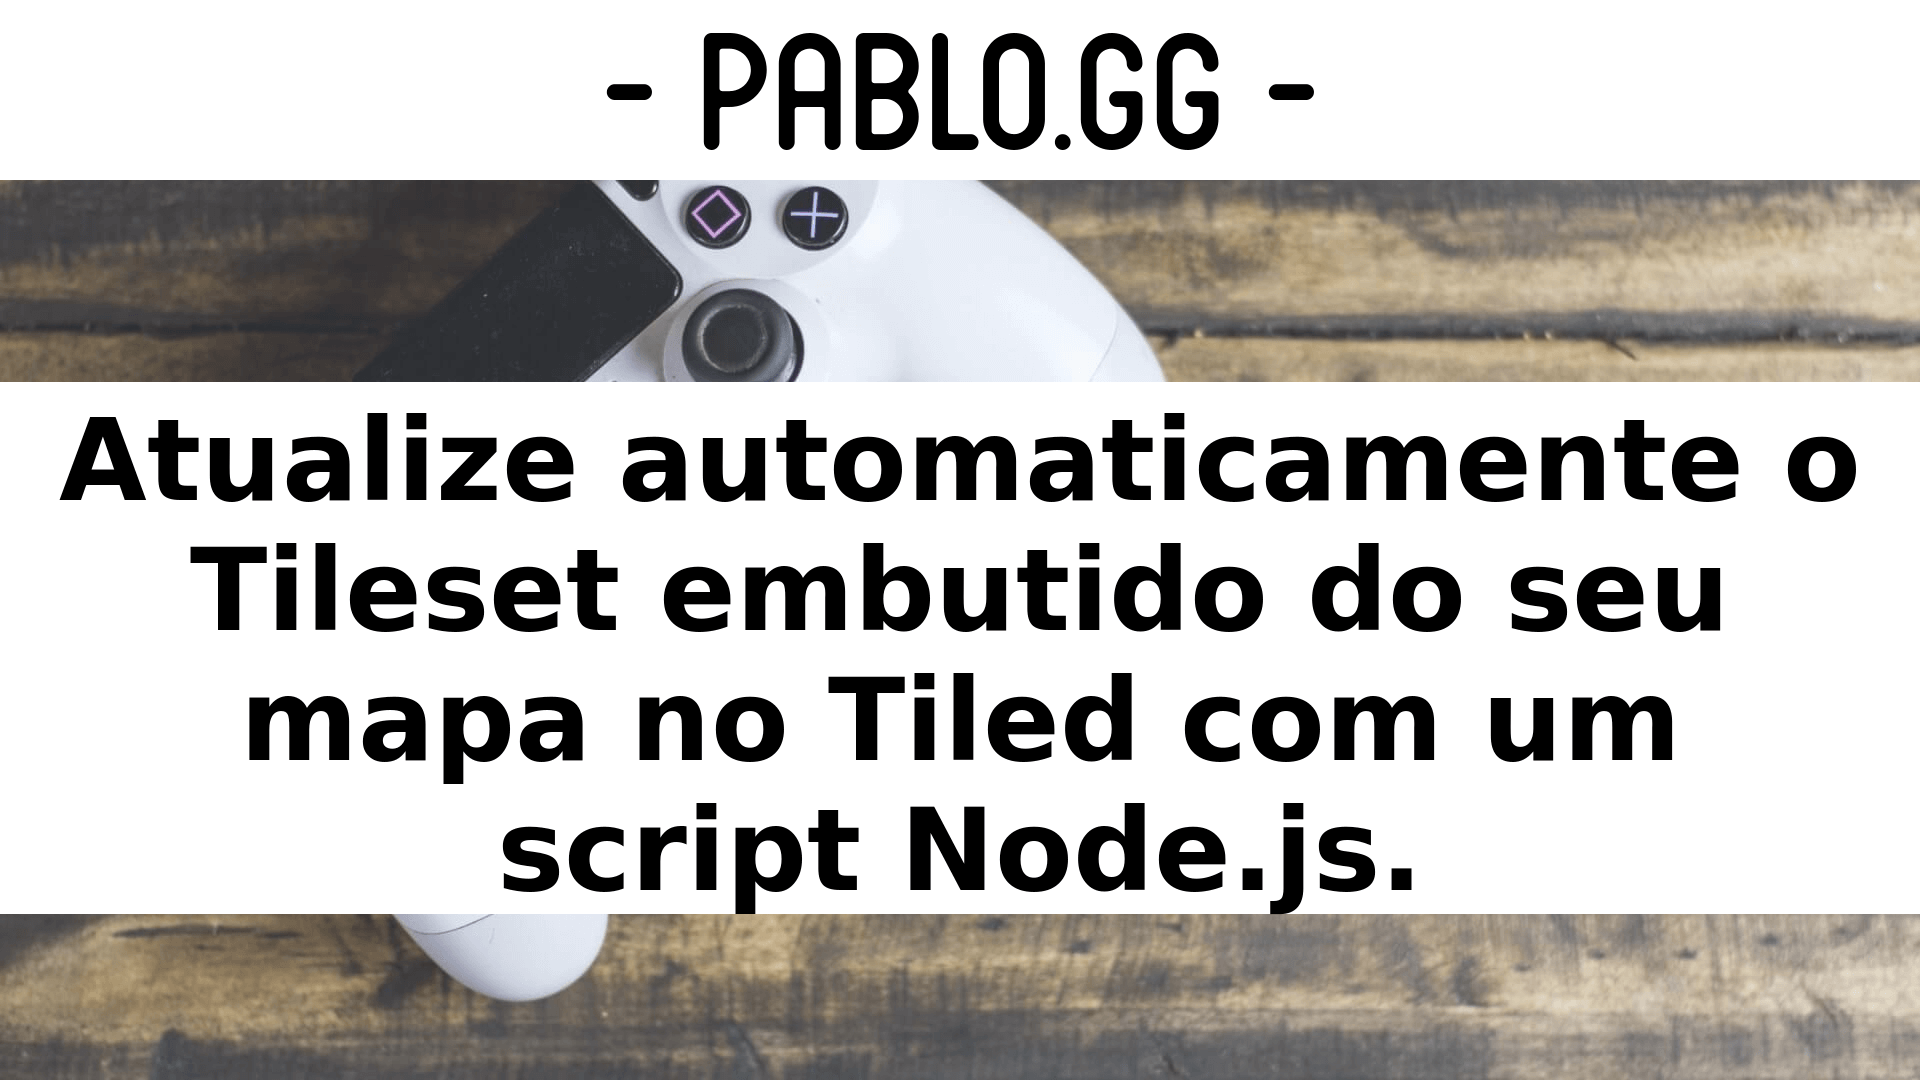 - PABLO.GG -
Atualize automaticamente o
Tileset embutido do seu
mapa no Tiled com um
script Node.js.